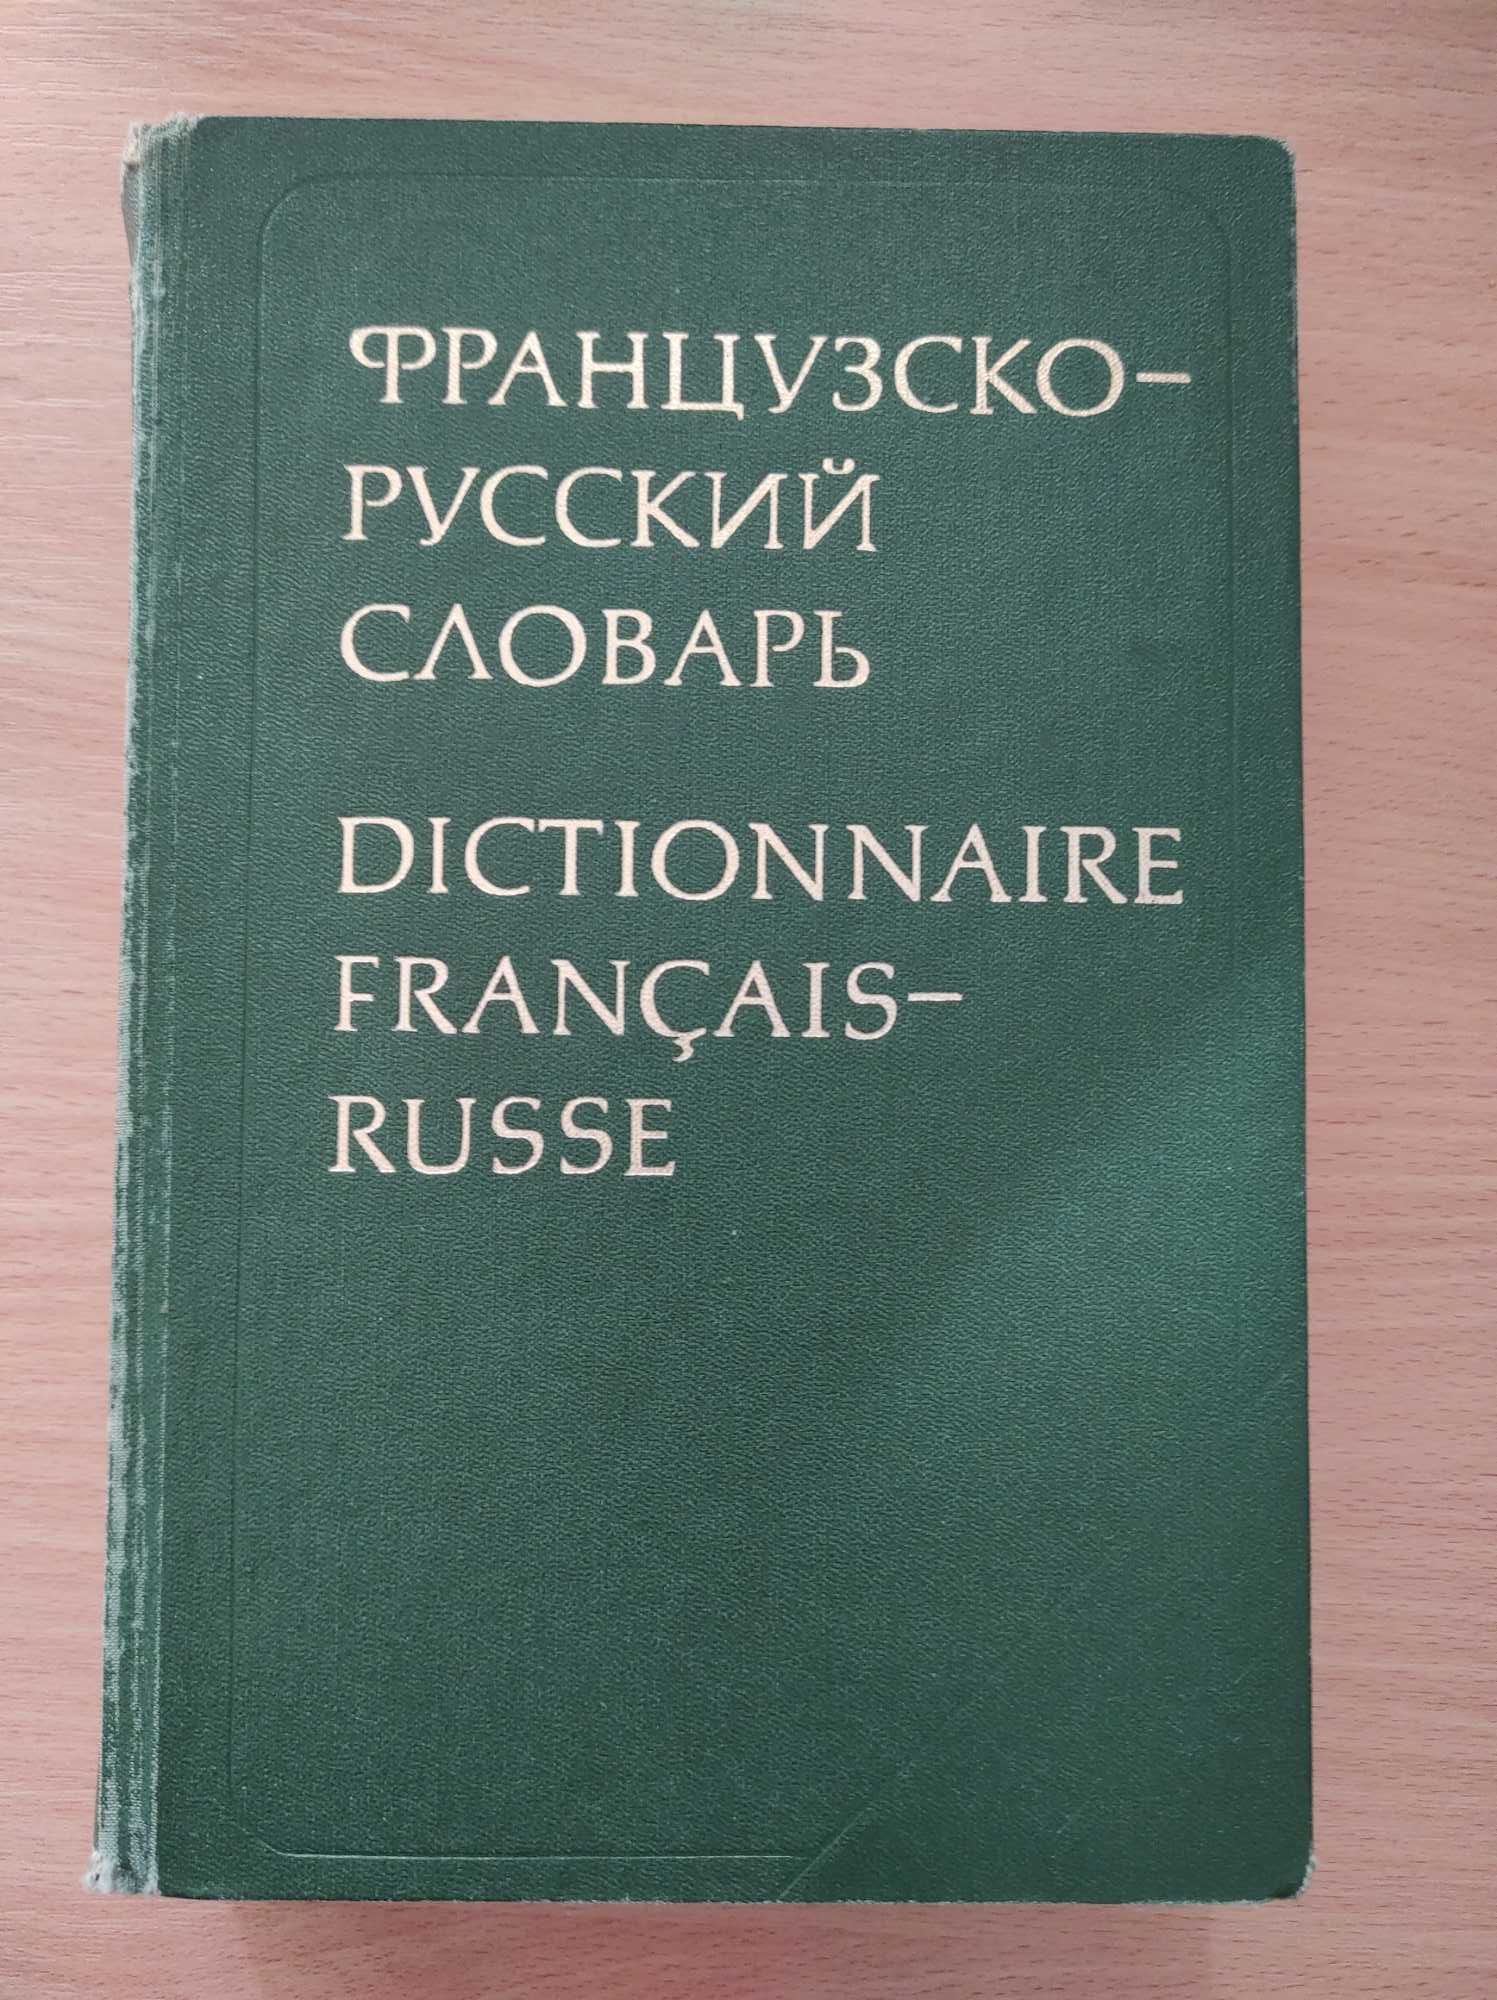 ФРАНЦУЗСКО–
РУССКИЙ
СЛОВАРЬ
DICTIONNAIRE
FRANÇAIS–
RUSSE